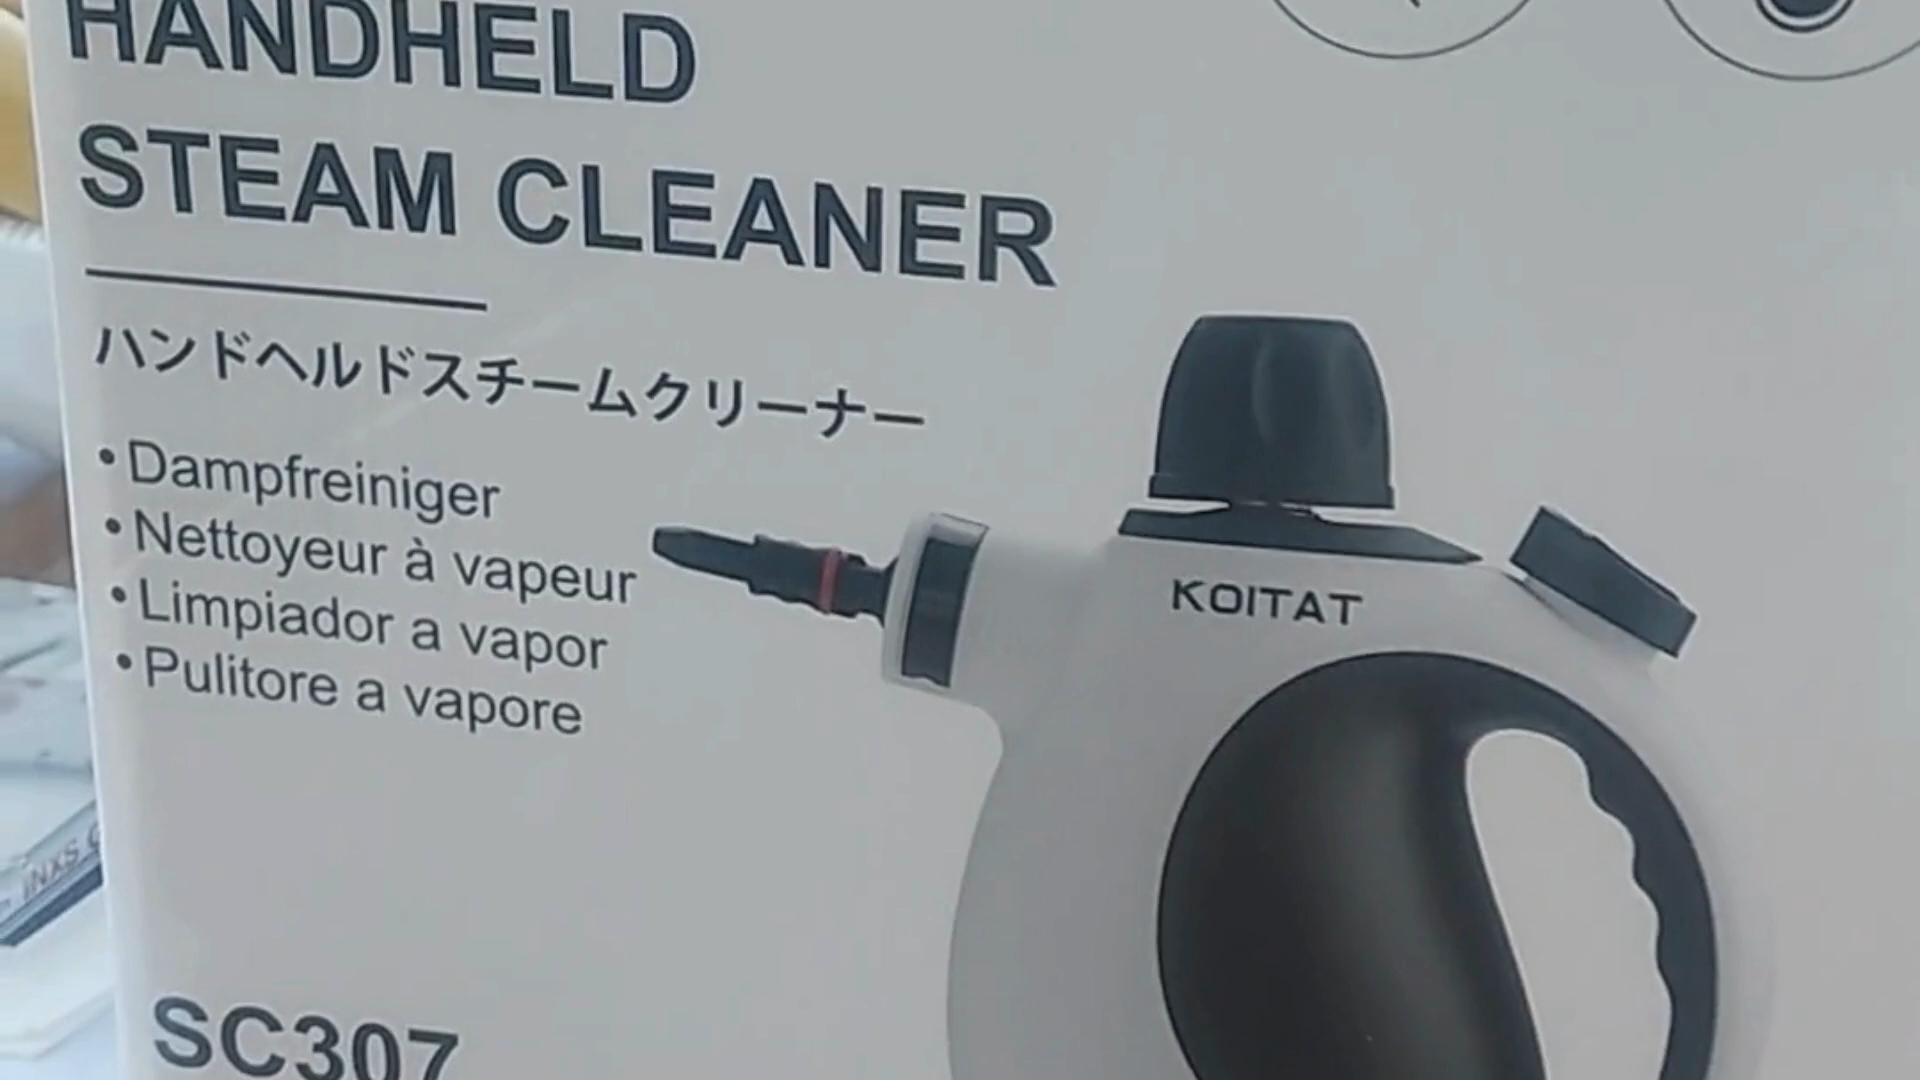 HANDHELD
STEAM CLEANER
ハンドヘルドスチームクリーナー
• Dampfreiniger
• Nettoyeur à vapeur
• Limpiador a vapor
• Pulitore a vapore
KOITAT
SC307
INXS